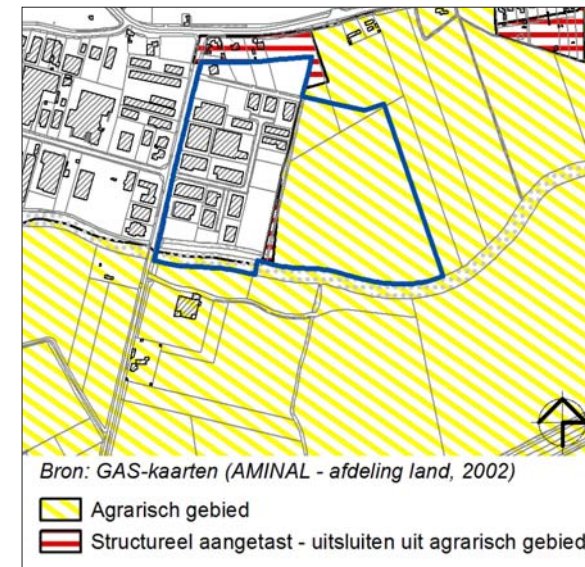 Bron: GAS-kaarten (AMINAL - afdeling land, 2002)
Agrarisch gebied
Structureel aangetast - uitsluiten uit agrarisch gebied